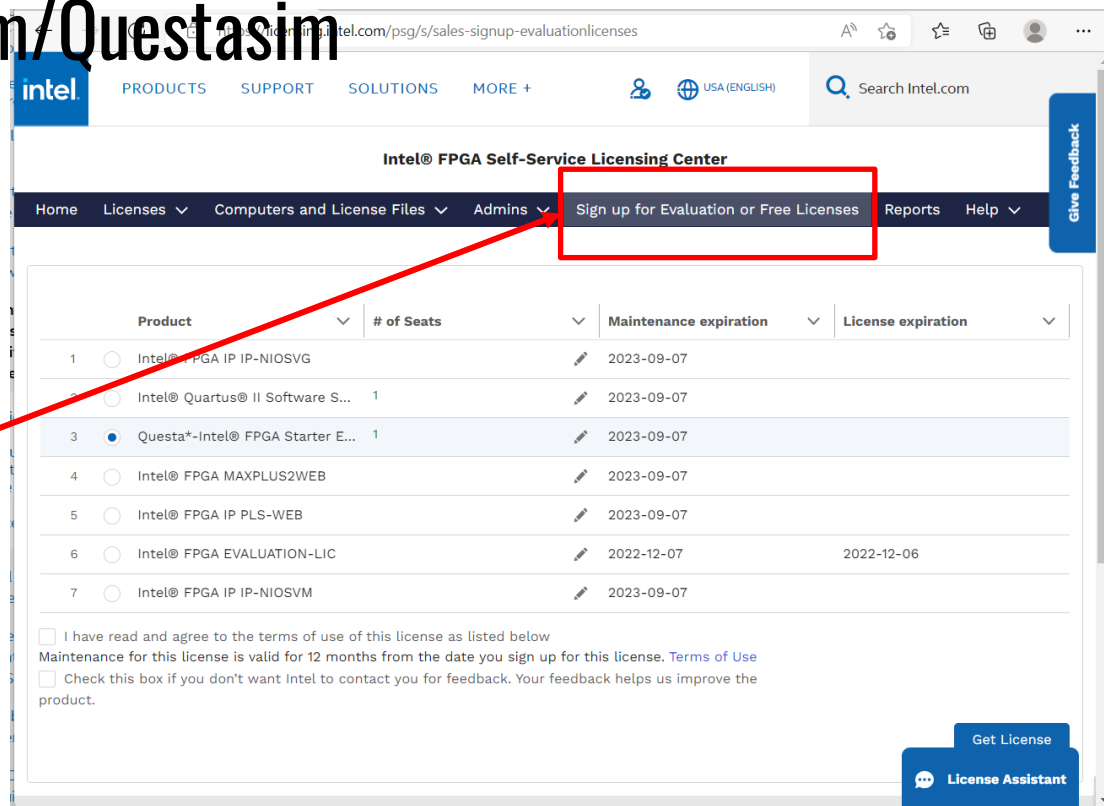 m/Questasim
intel.com/psg/s/sales-signup-evaluationlicenses
intel.
PRODUCTS SUPPORT SOLUTIONS MORE +
USA (ENGLISH)
Search Intel.com
Give Feedback
Intel® FPGA Self-Service Licensing Center
Home Licenses Computers and License Files Admins Sign up for Evaluation or Free Licenses Reports Help
Product # of Seats Maintenance expiration License expiration
1 Intel® FPGA IP IP-NIOSVG 2023-09-07
2 Intel® Quartus® II Software S... 1 2023-09-07
3 Questa*-Intel® FPGA Starter E... 1 2023-09-07
4 Intel® FPGA MAXPLUS2WEB 2023-09-07
5 Intel® FPGA IP PLS-WEB 2023-09-07
6 Intel® FPGA EVALUATION-LIC 2022-12-07 2022-12-06
7 Intel® FPGA IP IP-NIOSVM 2023-09-07
I have read and agree to the terms of use of this license as listed below
Maintenance for this license is valid for 12 months from the date you sign up for this license. Terms of Use
Check this box if you don't want Intel to contact you for feedback. Your feedback helps us improve the
product.
Get License
License Assistant